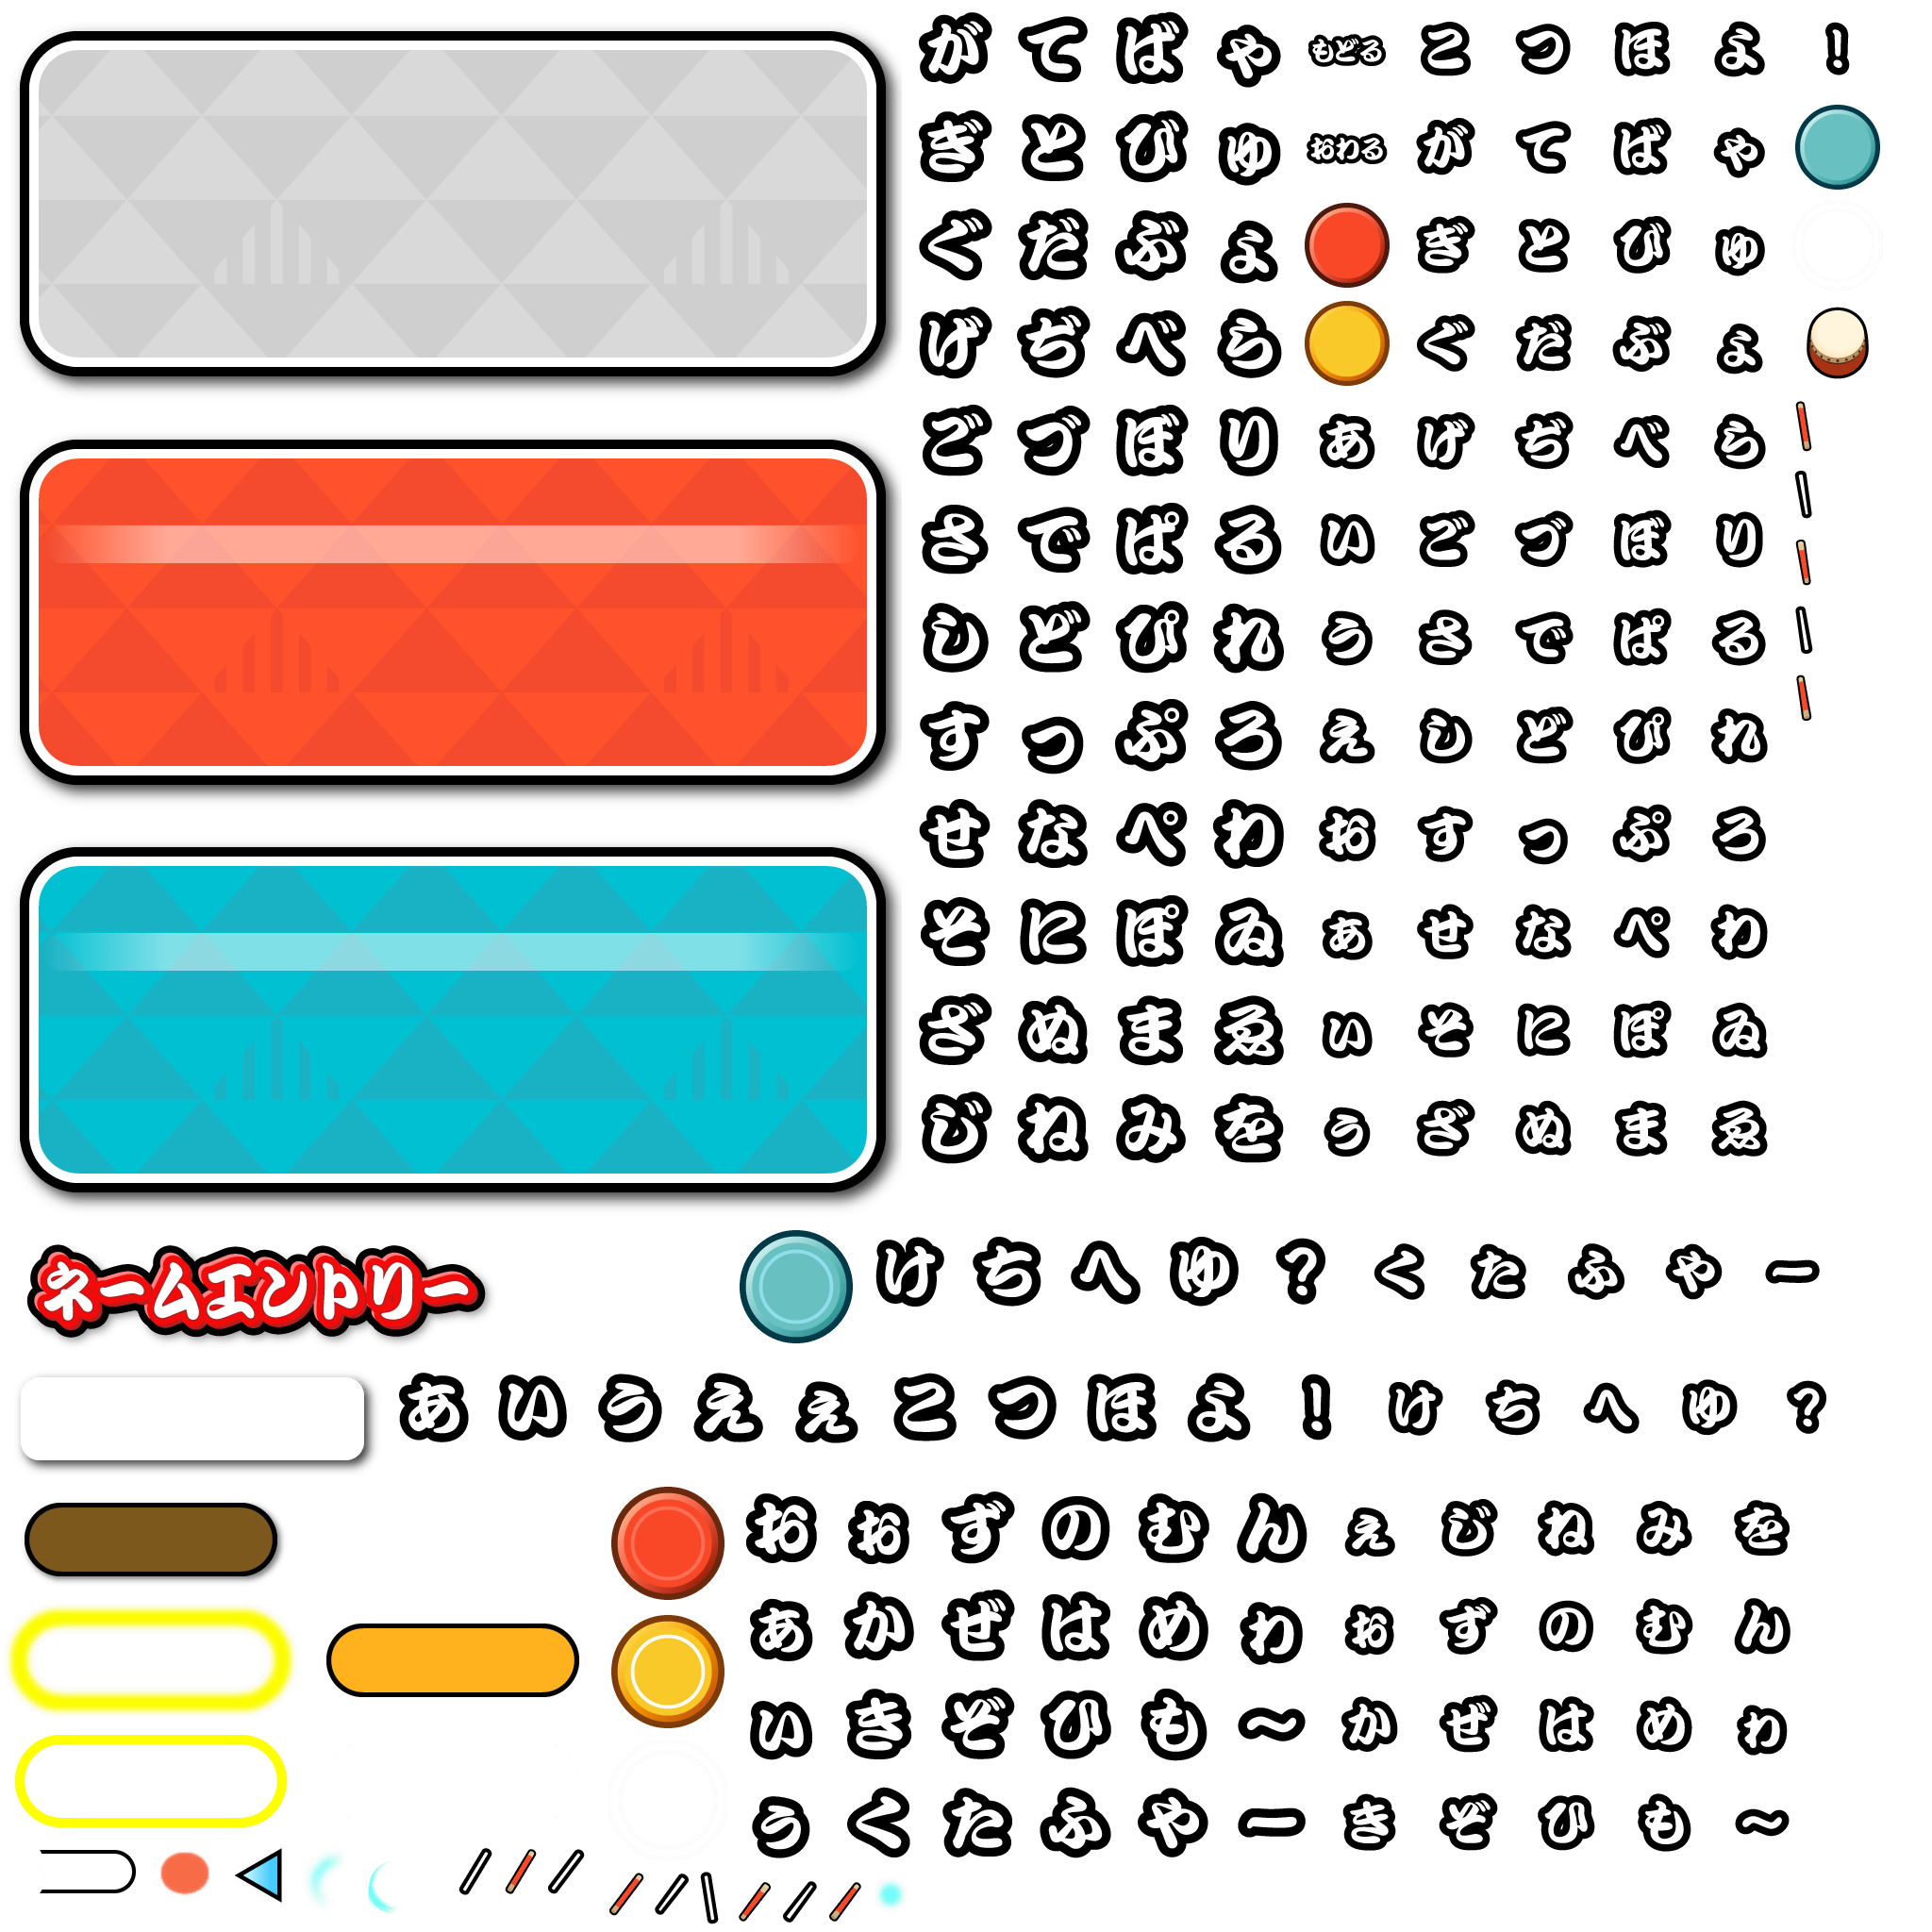 がてばやもどるこつほよ！
ぎとびゅおわるがてばゃ
ぐだぶょぎとびゅ
げぢべらぐだぶょ
ごづぼりあげぢべら
さでぱるいごづぼり
しどぴれうさでぱる
すっぷろえしどぴれ
せなぺわおすっぷろ
そにぽゐぁせなぺわ
ざぬまゑぃそにぽゐ
じねみをぅざぬまゑ
ネームエントリー
けちへゆ？くたふやー
あいうえぇこつほよ！けちへゆ？
おぉずのむんぇじねみを
ぁかぜはめゎぉずのむん
ぃきぞひも〜かぜはめゎ
ぅくたふやーきぞひも〜